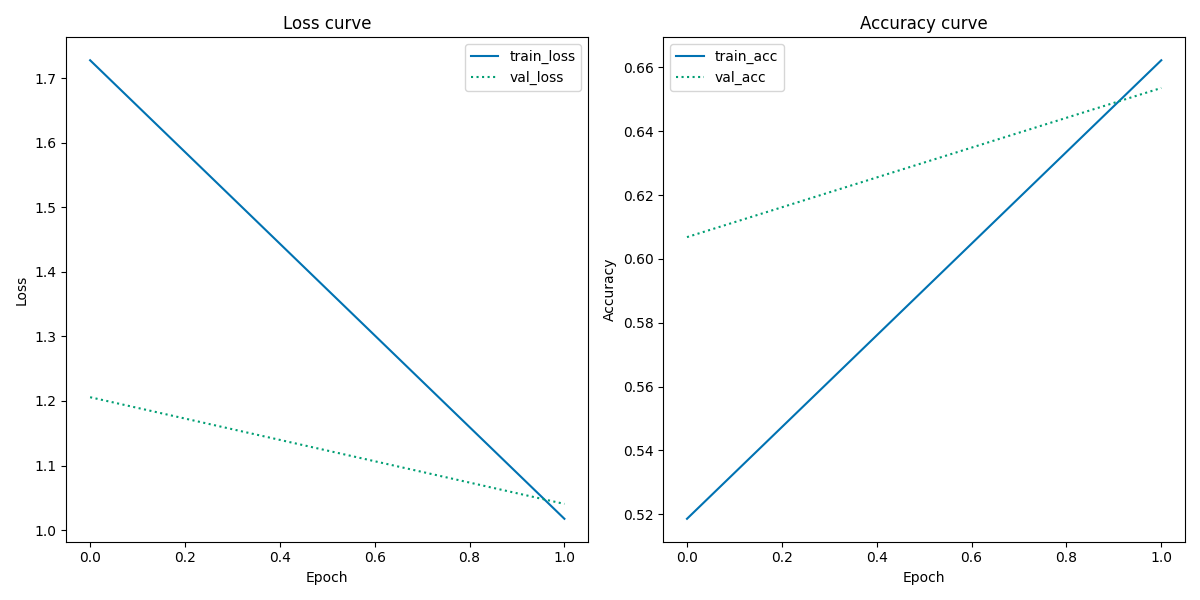 Loss curve
train_loss
val_loss
1.7
1.6
1.5
1.4
1.3
1.2
1.1
1.0
Loss
0.0 0.2 0.4 0.6 0.8 1.0
Epoch
Accuracy curve
train_acc
val_acc
0.66
0.64
0.62
0.60
0.58
0.56
0.54
0.52
Accuracy
0.0 0.2 0.4 0.6 0.8 1.0
Epoch